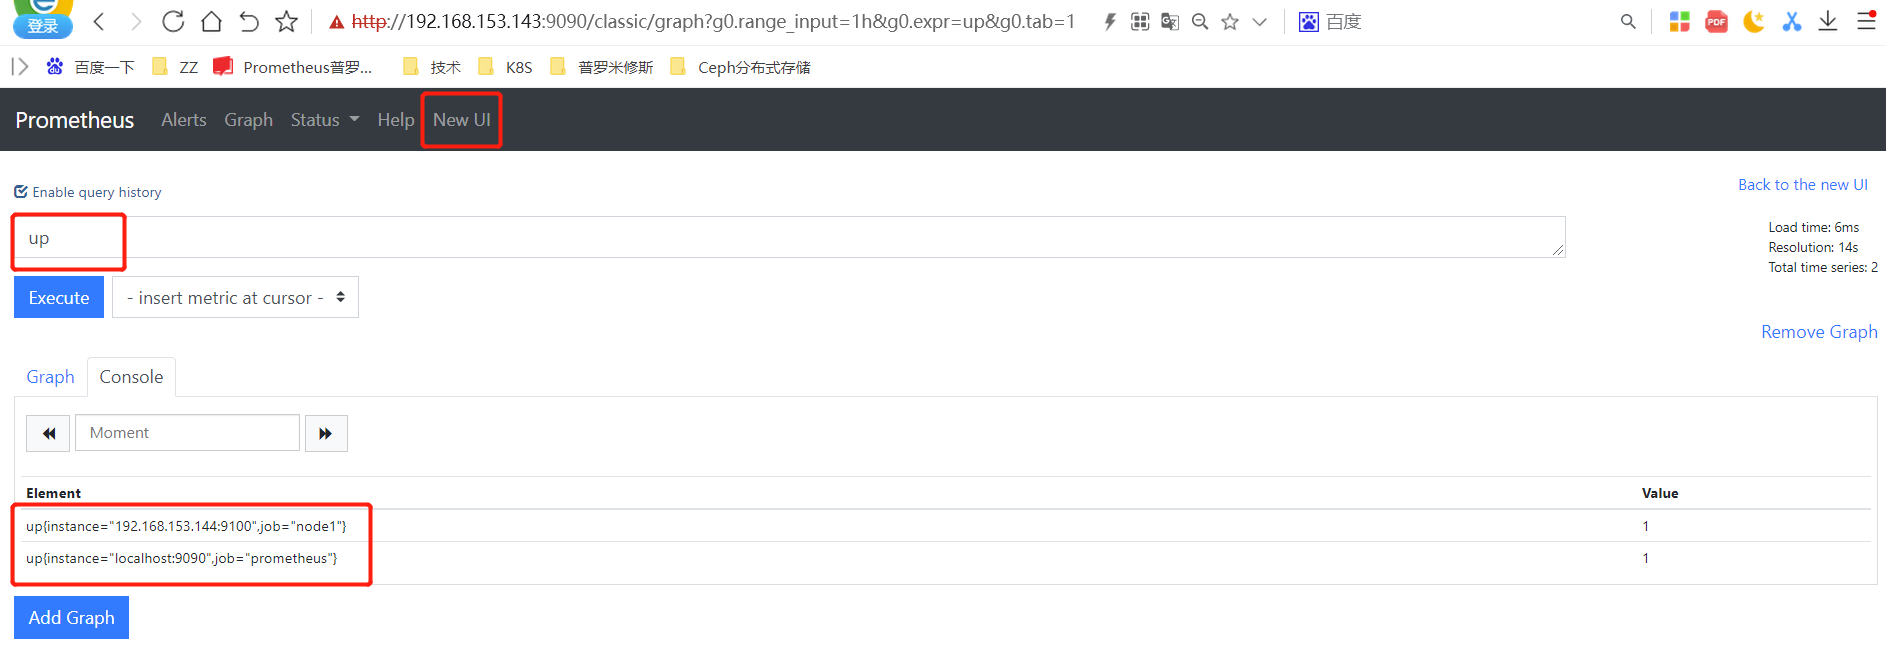 登录
http://192.168.153.143:9090/classic/graph?g0.range_input=1h&g0.expr=up&g0.tab=1
百度
PDF
百度一下 ZZ Prometheus普罗... 技术 K8S 普罗米修斯 Ceph分布式存储
Prometheus Alerts Graph Status Help New UI
Enable query history
Back to the new UI
up
Load time: 6ms
Resolution: 14s
Total time series: 2
Execute - insert metric at cursor -
Remove Graph
Graph Console
Moment
Element Value
up{instance="192.168.153.144:9100",job="node1"} 1
up{instance="localhost:9090",job="prometheus"} 1
Add Graph